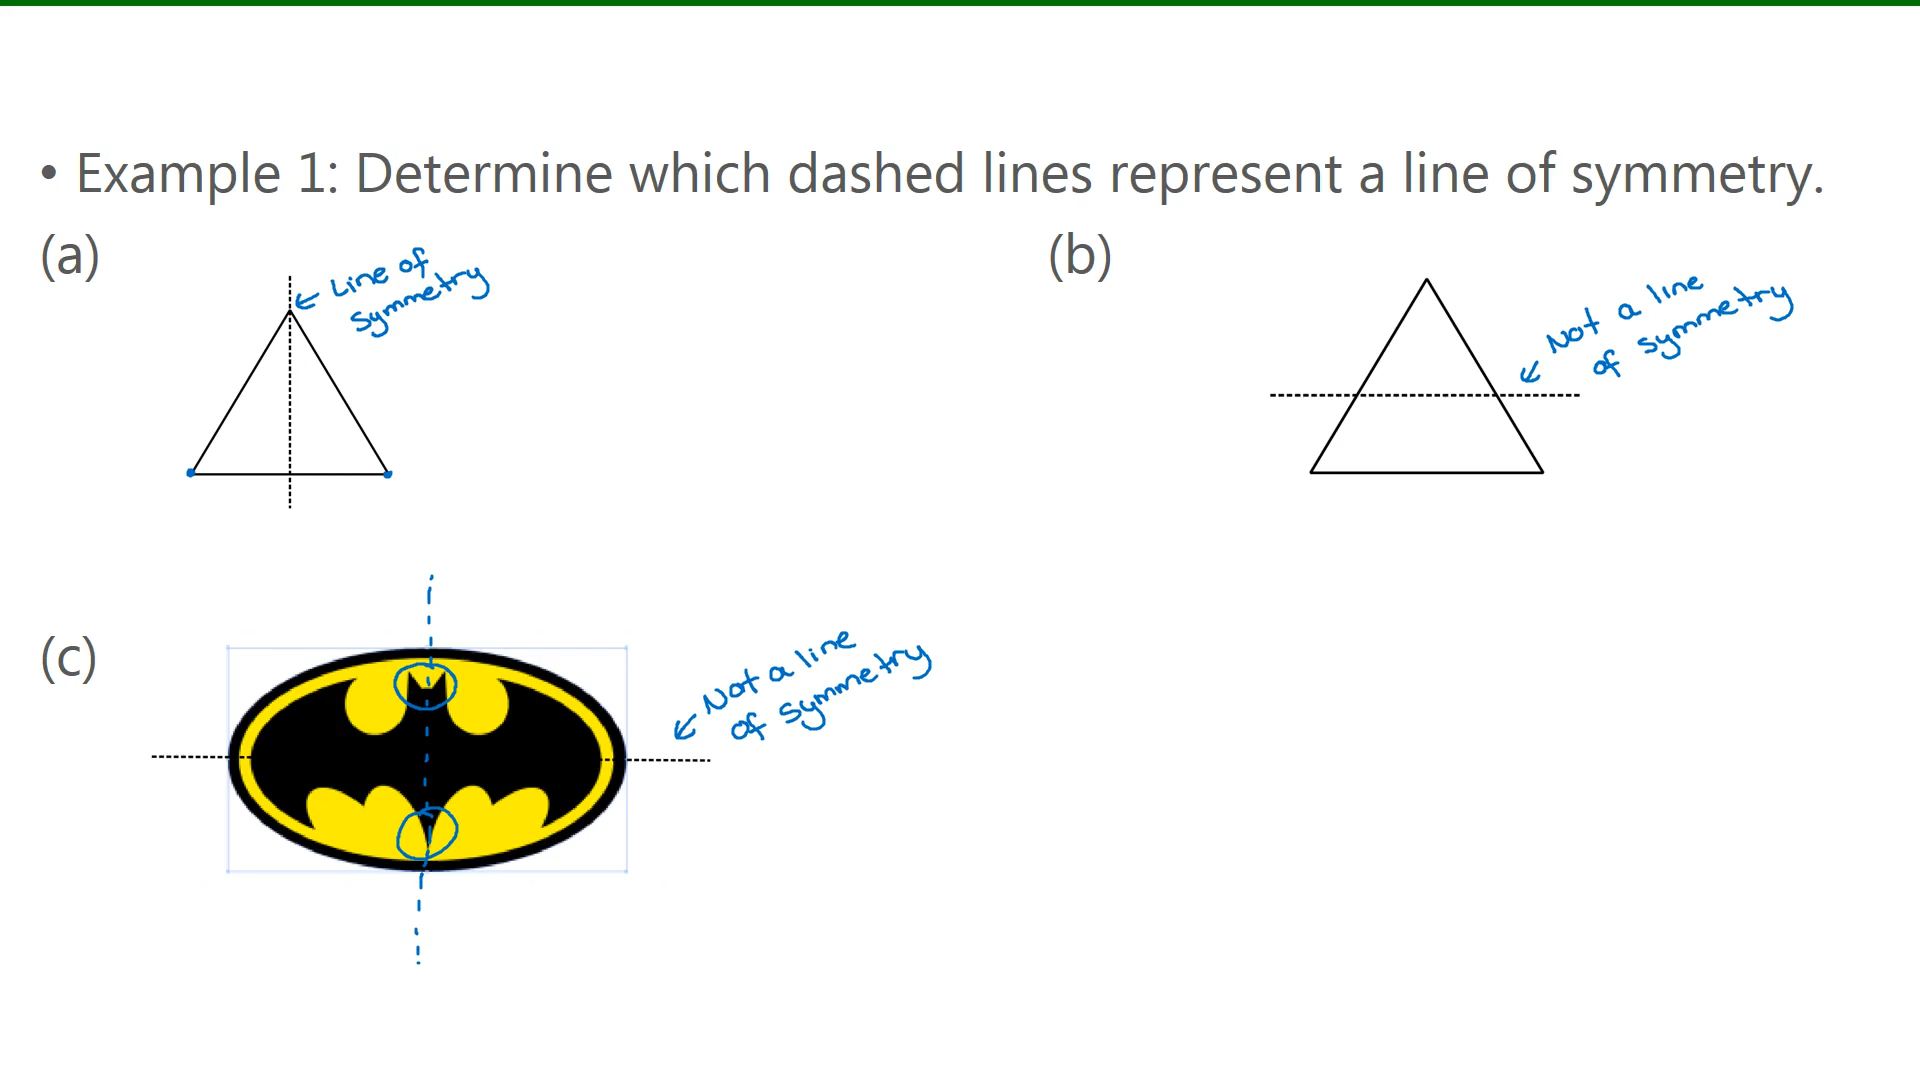 • Example 1: Determine which dashed lines represent a line of symmetry.
(a)
Line of
symmetry
(b)
Not a line
of symmetry
(c)
Not a line
of symmetry